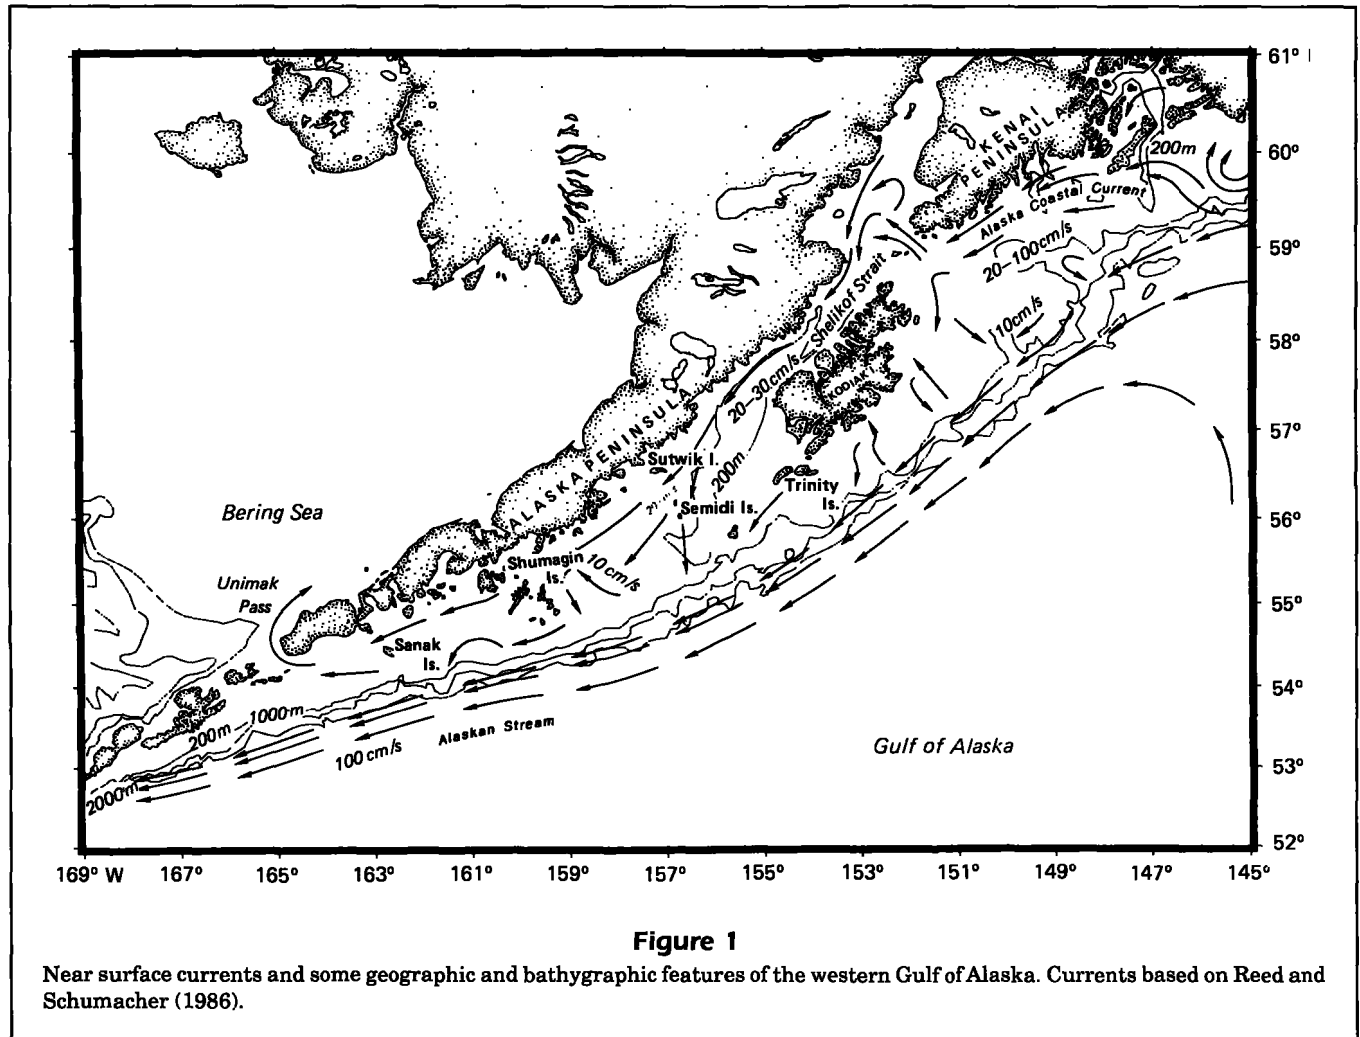 61°
60°
59°
58°
57°
56°
55°
54°
53°
52°
KENAI
PENINSULA
200m
Alaska Coastal Current
20–100cm/s
10cm/s
Shelikof Strait
20–30cm/s
KODIAK I.
200m
ALASKA PENINSULA
Sutwik I.
Semidi Is.
Trinity
Is.
Bering Sea
Unimak
Pass
Shumagin
Is.
10cm/s
Sanak
Is.
200m
1000m
2000m
100 cm/s
Alaskan Stream
Gulf of Alaska
169° W 167° 165° 163° 161° 159° 157° 155° 153° 151° 149° 147° 145°
Figure 1
Near surface currents and some geographic and bathygraphic features of the western Gulf of Alaska. Currents based on Reed and
Schumacher (1986).